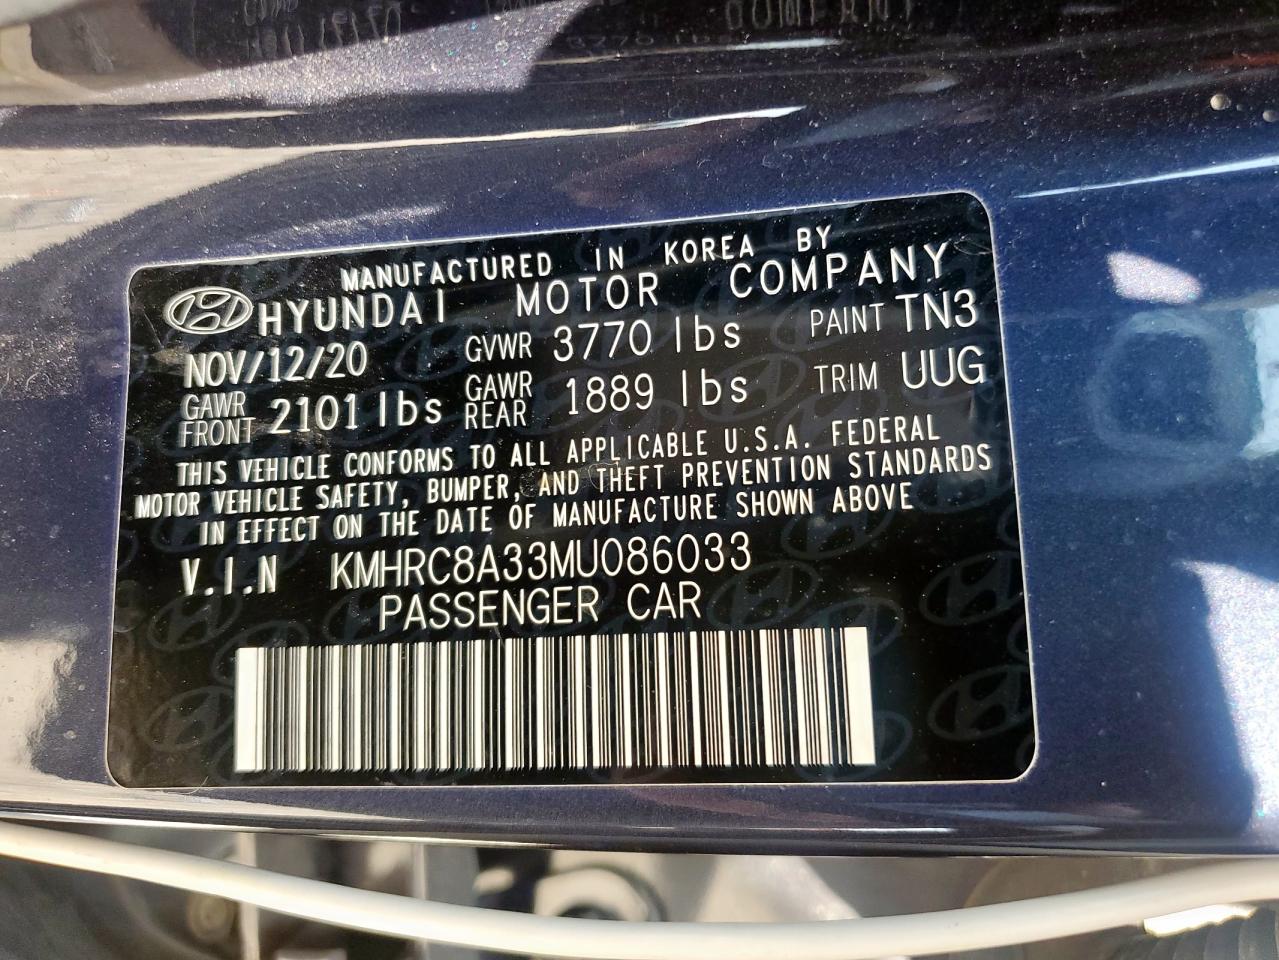 MANUFACTURED IN KOREA BY
HYUNDAI MOTOR COMPANY
NOV/12/20 GVWR 3770 lbs PAINT TN3
GAWR FRONT 2101 lbs GAWR REAR 1889 lbs TRIM UUG
THIS VEHICLE CONFORMS TO ALL APPLICABLE U.S.A. FEDERAL
MOTOR VEHICLE SAFETY, BUMPER, AND THEFT PREVENTION STANDARDS
IN EFFECT ON THE DATE OF MANUFACTURE SHOWN ABOVE
V.I.N KMHRC8A33MU086033
PASSENGER CAR